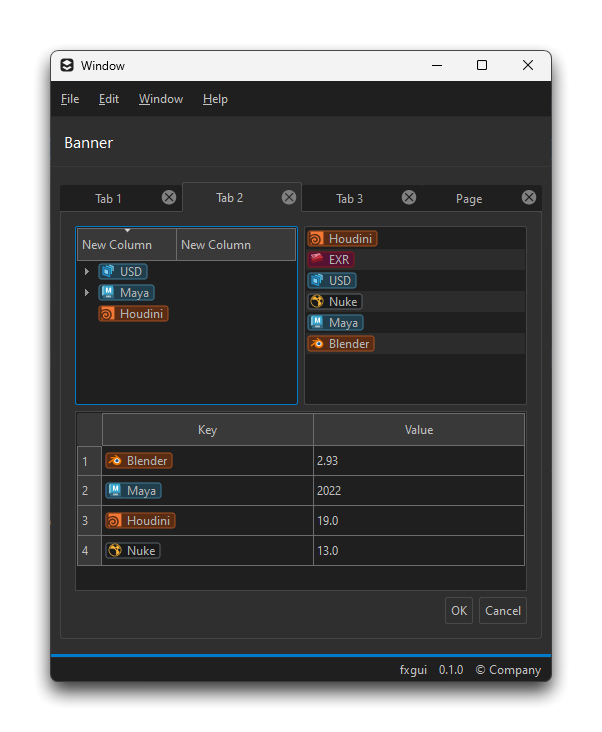 Window
File Edit Window Help
Banner
Tab 1 Tab 2 Tab 3 Page
New Column New Column
USD
Maya
Houdini
Houdini
EXR
USD
Nuke
Maya
Blender
Key Value
1 Blender 2.93
2 Maya 2022
3 Houdini 19.0
4 Nuke 13.0
OK Cancel
fxgui 0.1.0 © Company